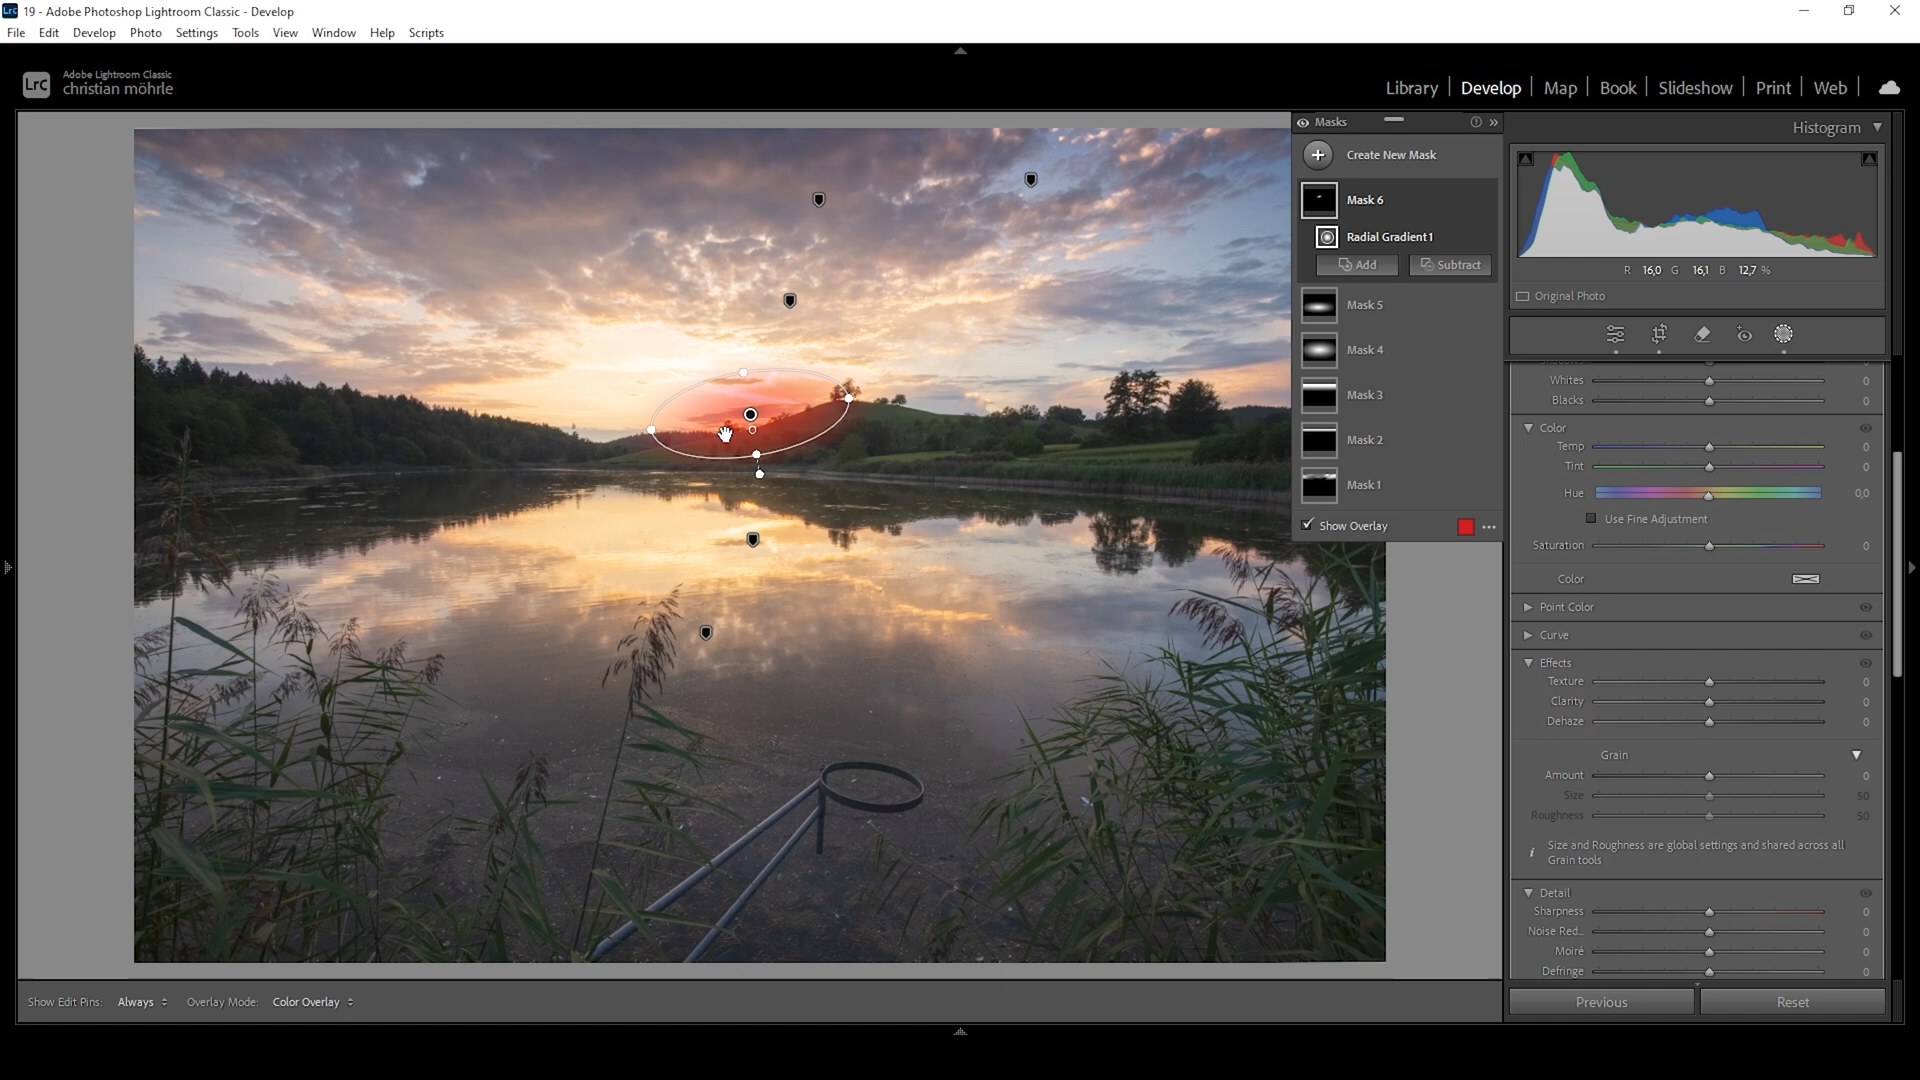 19 - Adobe Photoshop Lightroom Classic - Develop
File Edit Develop Photo Settings Tools View Window Help Scripts
LrC
Adobe Lightroom Classic
christian möhrle
Library Develop Map Book Slideshow Print Web
Masks
Create New Mask
Mask 6
Radial Gradient 1
Add Subtract
Mask 5
Mask 4
Mask 3
Mask 2
Mask 1
Show Overlay
Histogram
R 16,0 G 16,1 B 12,7 %
Original Photo
Whites 0
Blacks 0
Color
Temp 0
Tint 0
Hue 0,0
Use Fine Adjustment
Saturation 0
Color
Point Color
Curve
Effects
Texture 0
Clarity 0
Dehaze 0
Grain
Amount 0
Size 50
Roughness 50
Size and Roughness are global settings and shared across all
Grain tools
Detail
Sharpness 0
Noise Red... 0
Moiré 0
Defringe 0
Previous Reset
Show Edit Pins: Always Overlay Mode: Color Overlay